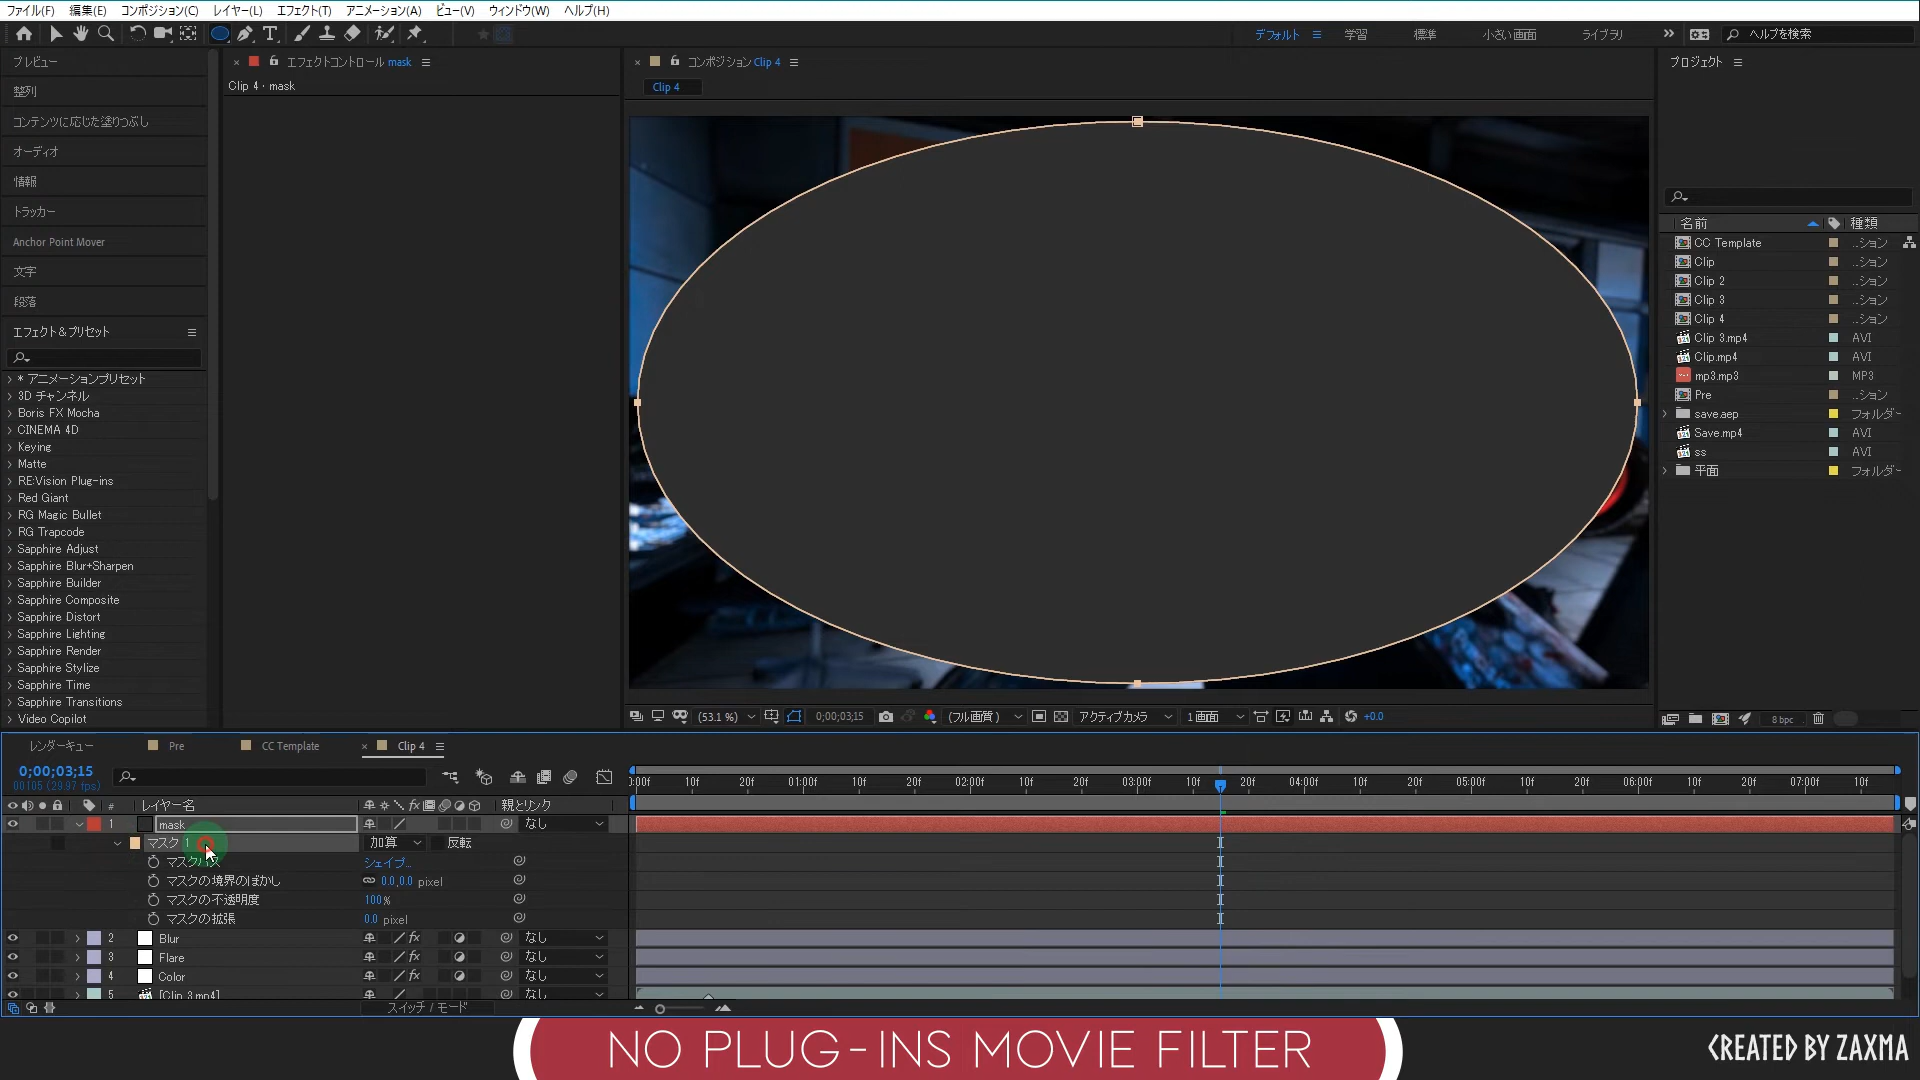 ファイル(F) 編集(E) コンポジション(C) レイヤー(L) エフェクト(T) アニメーション(A) ビュー(V) ウィンドウ(W) ヘルプ(H)
デフォルト 学習 標準 小さい画面 ライブラリ ヘルプを検索
プレビュー
整列
コンテンツに応じた塗りつぶし
オーディオ
情報
トラッカー
Anchor Point Mover
文字
段落
エフェクト&プリセット
* アニメーションプリセット
3D チャンネル
Boris FX Mocha
CINEMA 4D
Keying
Matte
RE:Vision Plug-ins
Red Giant
RG Magic Bullet
RG Trapcode
Sapphire Adjust
Sapphire Blur+Sharpen
Sapphire Builder
Sapphire Composite
Sapphire Distort
Sapphire Lighting
Sapphire Render
Sapphire Stylize
Sapphire Time
Sapphire Transitions
Video Copilot
エフェクトコントロール mask
Clip 4・mask
コンポジション Clip 4
Clip 4
(53.1 %) 0;00;03;15 (フル画質) アクティブカメラ 1画面 +0.0
プロジェクト
名前 種類
CC Template ..ション
Clip ..ション
Clip 2 ..ション
Clip 3 ..ション
Clip 4 ..ション
Clip 3.mp4 AVI
Clip.mp4 AVI
mp3.mp3 MP3
Pre ..ション
save.aep フォルダー
Save.mp4 AVI
ss AVI
平面 フォルダー
8 bpc
レンダーキュー Pre CC Template Clip 4
0;00;03;15
00105 (29.97 fps)
:00f 10f 20f 01:00f 10f 20f 02:00f 10f 20f 03:00f 10f 20f 04:00f 10f 20f 05:00f 10f 20f 06:00f 10f 20f 07:00f 10f
# レイヤー名 fx 親とリンク
1 mask なし
マスク 1 加算 反転
マスクパス シェイプ...
マスクの境界のぼかし 0.0,0.0 pixel
マスクの不透明度 100%
マスクの拡張 0.0 pixel
2 Blur fx なし
3 Flare fx なし
4 Color fx なし
5 [Clip 3.mp4] なし
スイッチ / モード
NO PLUG-INS MOVIE FILTER
CREATED BY ZAXMA